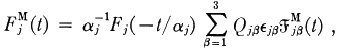 F_j^M(t) = α_j^{-1} F_j(−t/α_j) ∑_{β=1}^{3} Q_{jβ} ε_{jβ} 𝔉_{jβ}^M(t) ,